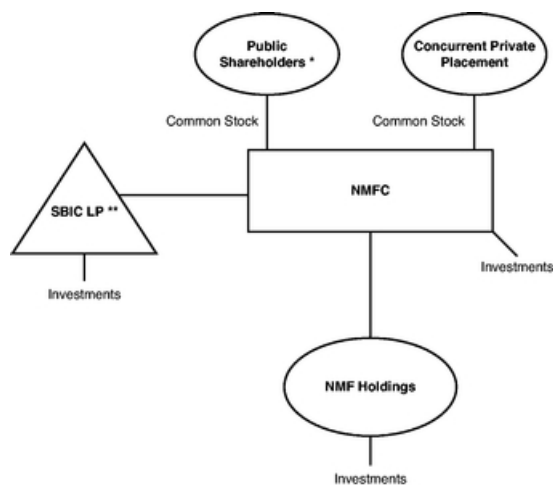 Public
Shareholders *
Concurrent Private
Placement
Common Stock
Common Stock
NMFC
SBIC LP **
Investments
Investments
NMF Holdings
Investments